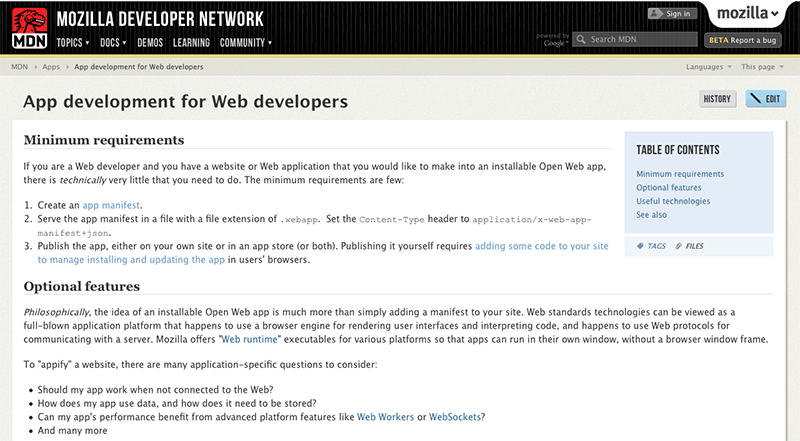 MOZILLA DEVELOPER NETWORK
Sign in
mozilla
MDN
TOPICS DOCS DEMOS LEARNING COMMUNITY
powered by Google™
Search MDN
BETA Report a bug
MDN Apps App development for Web developers
Languages This page
App development for Web developers
HISTORY EDIT
Minimum requirements
If you are a Web developer and you have a website or Web application that you would like to make into an installable Open Web app,
there is technically very little that you need to do. The minimum requirements are few:
1. Create an app manifest.
2. Serve the app manifest in a file with a file extension of .webapp. Set the Content-Type header to application/x-web-app-
manifest+json.
3. Publish the app, either on your own site or in an app store (or both). Publishing it yourself requires adding some code to your site
to manage installing and updating the app in users' browsers.
TABLE OF CONTENTS
Minimum requirements
Optional features
Useful technologies
See also
TAGS FILES
Optional features
Philosophically, the idea of an installable Open Web app is much more than simply adding a manifest to your site. Web standards technologies can be viewed as a
full-blown application platform that happens to use a browser engine for rendering user interfaces and interpreting code, and happens to use Web protocols for
communicating with a server. Mozilla offers "Web runtime" executables for various platforms so that apps can run in their own window, without a browser window frame.
To "appify" a website, there are many application-specific questions to consider:
• Should my app work when not connected to the Web?
• How does my app use data, and how does it need to be stored?
• Can my app's performance benefit from advanced platform features like Web Workers or WebSockets?
• And many more